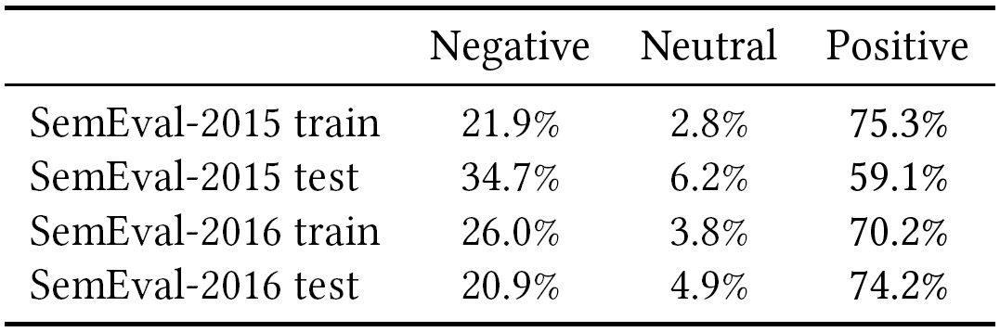 Negative Neutral Positive
SemEval-2015 train 21.9% 2.8% 75.3%
SemEval-2015 test 34.7% 6.2% 59.1%
SemEval-2016 train 26.0% 3.8% 70.2%
SemEval-2016 test 20.9% 4.9% 74.2%